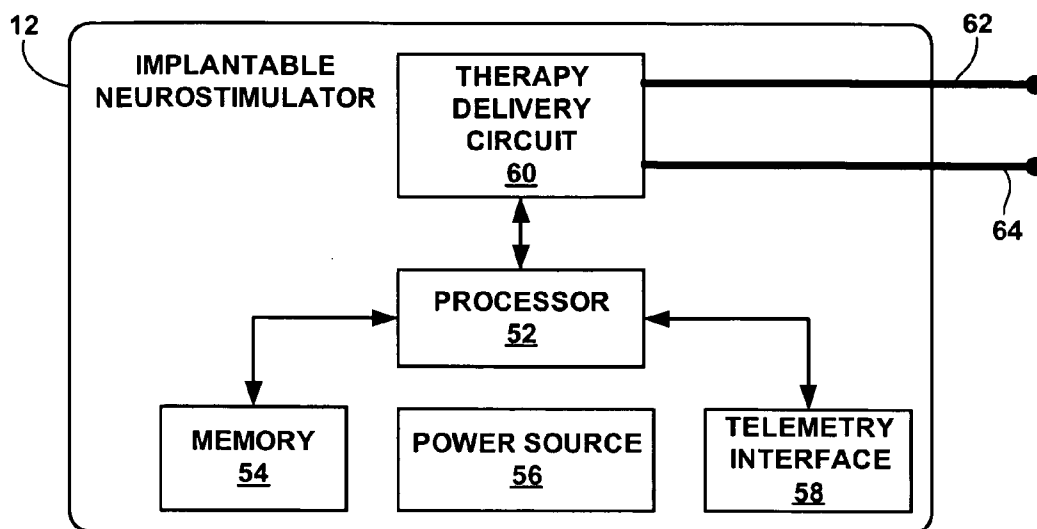 12
IMPLANTABLE
NEUROSTIMULATOR
THERAPY
DELIVERY
CIRCUIT
60
62
64
PROCESSOR
52
MEMORY
54
POWER SOURCE
56
TELEMETRY
INTERFACE
58